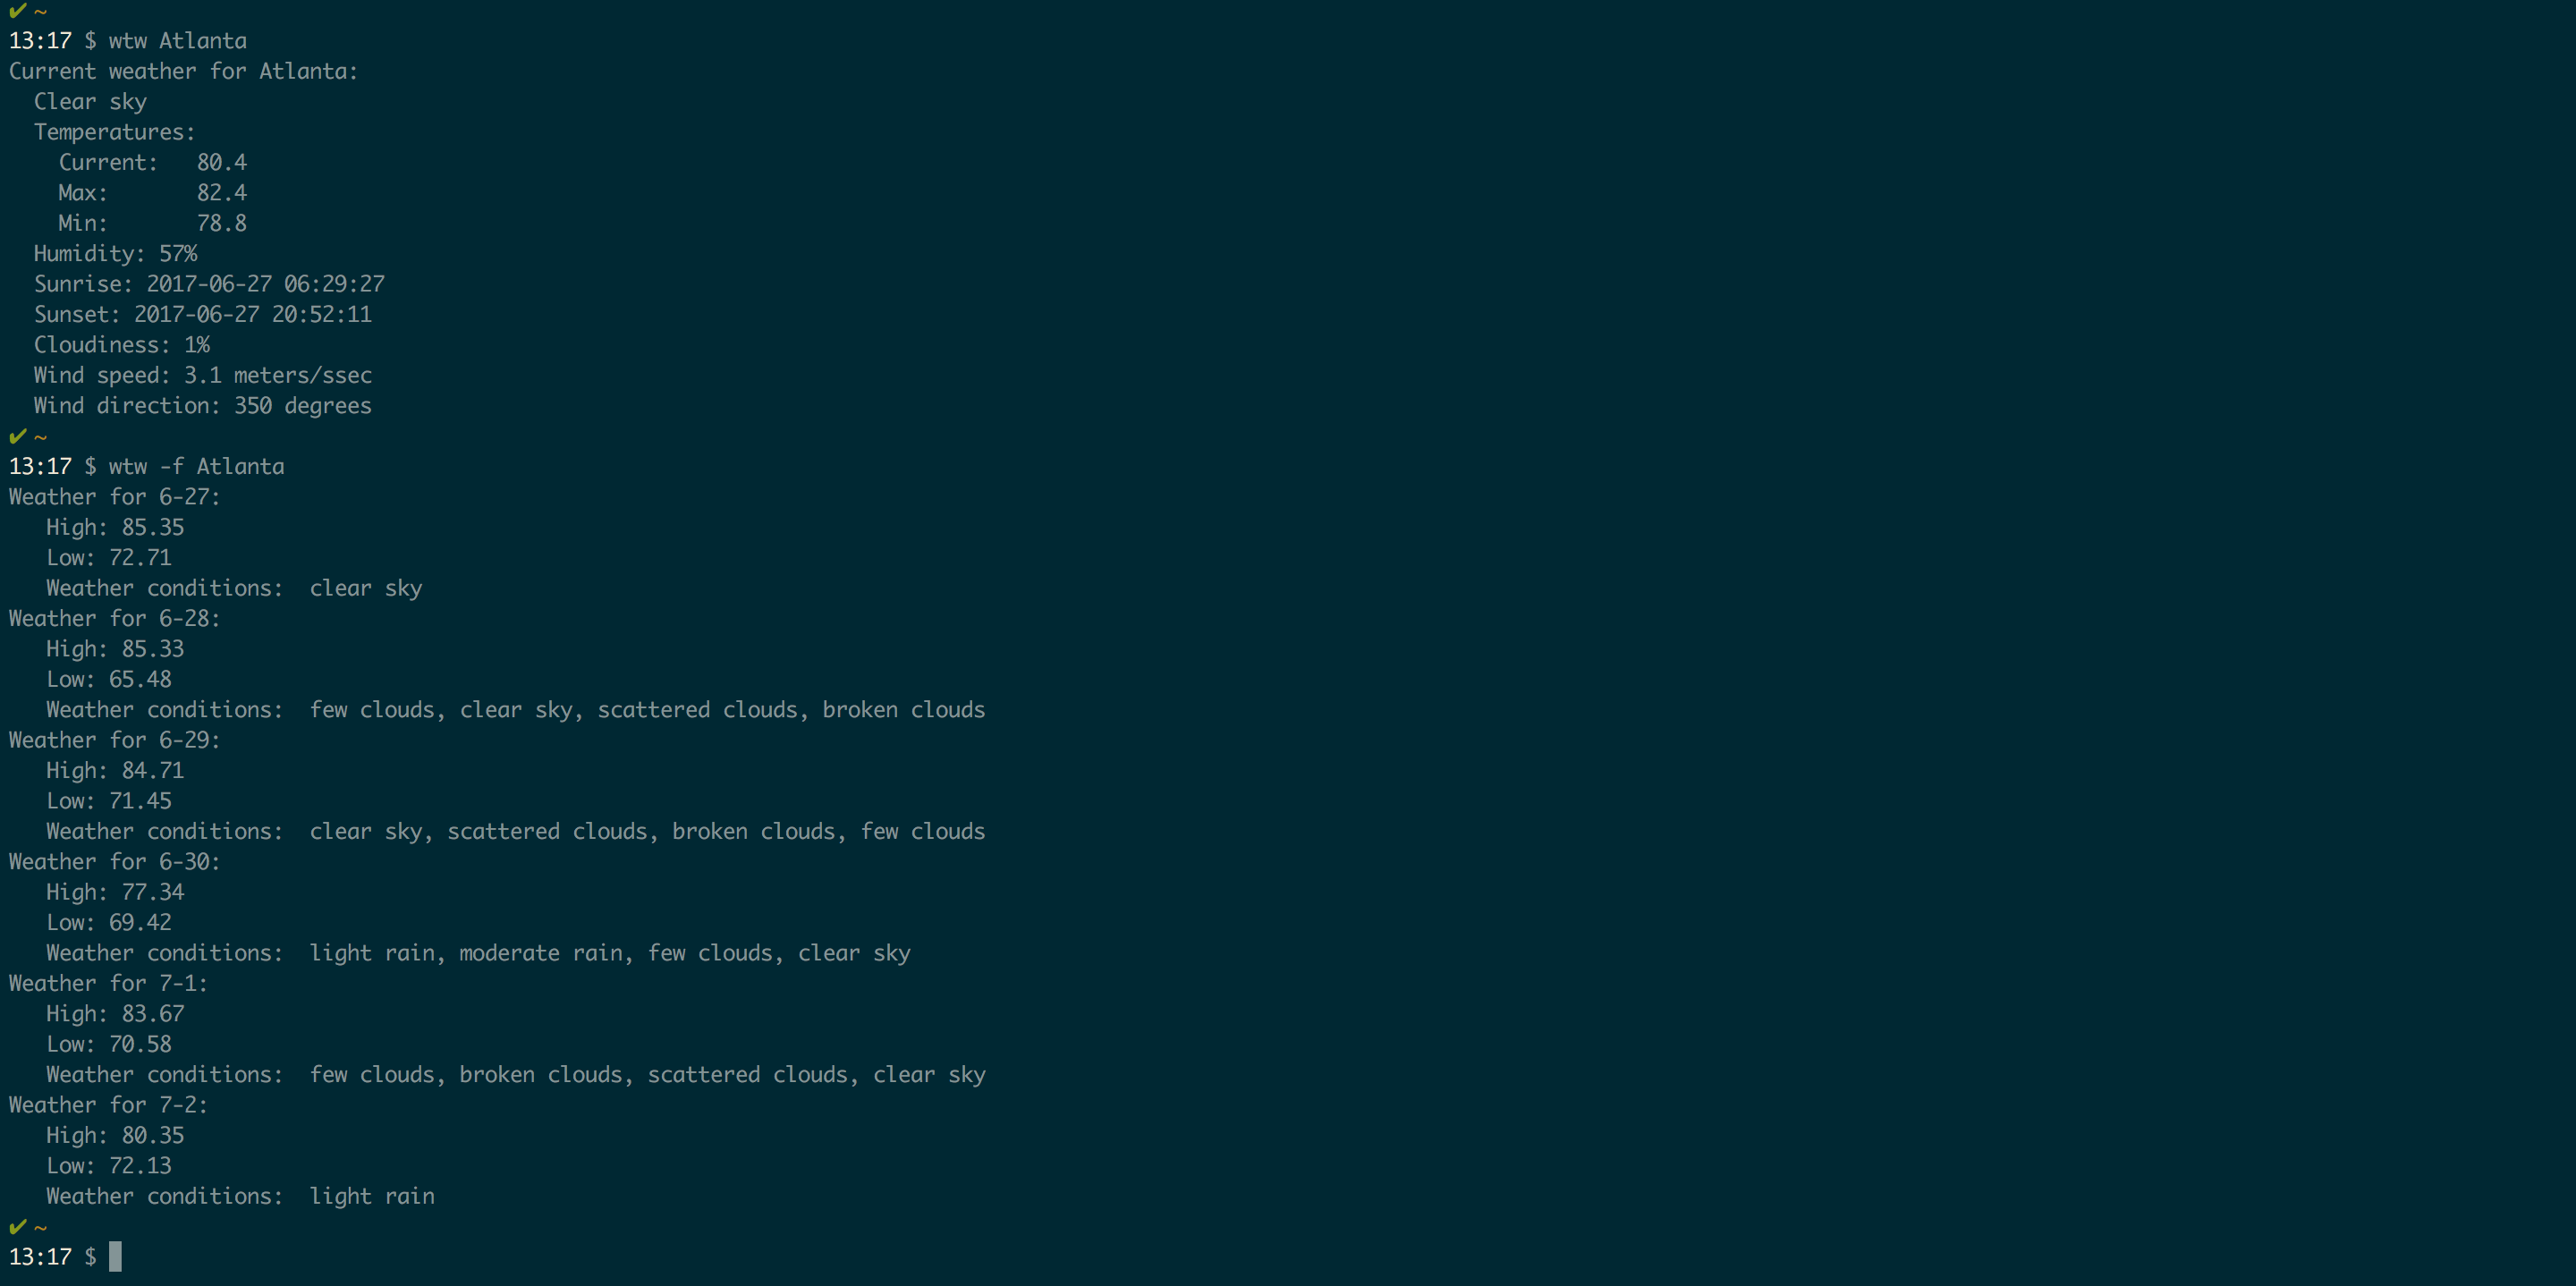 ✔ ~
13:17 $ wtw Atlanta
Current weather for Atlanta:
  Clear sky
  Temperatures:
    Current:   80.4
    Max:       82.4
    Min:       78.8
  Humidity: 57%
  Sunrise: 2017-06-27 06:29:27
  Sunset: 2017-06-27 20:52:11
  Cloudiness: 1%
  Wind speed: 3.1 meters/ssec
  Wind direction: 350 degrees
✔ ~
13:17 $ wtw -f Atlanta
Weather for 6-27:
   High: 85.35
   Low: 72.71
   Weather conditions:  clear sky
Weather for 6-28:
   High: 85.33
   Low: 65.48
   Weather conditions:  few clouds, clear sky, scattered clouds, broken clouds
Weather for 6-29:
   High: 84.71
   Low: 71.45
   Weather conditions:  clear sky, scattered clouds, broken clouds, few clouds
Weather for 6-30:
   High: 77.34
   Low: 69.42
   Weather conditions:  light rain, moderate rain, few clouds, clear sky
Weather for 7-1:
   High: 83.67
   Low: 70.58
   Weather conditions:  few clouds, broken clouds, scattered clouds, clear sky
Weather for 7-2:
   High: 80.35
   Low: 72.13
   Weather conditions:  light rain
✔ ~
13:17 $